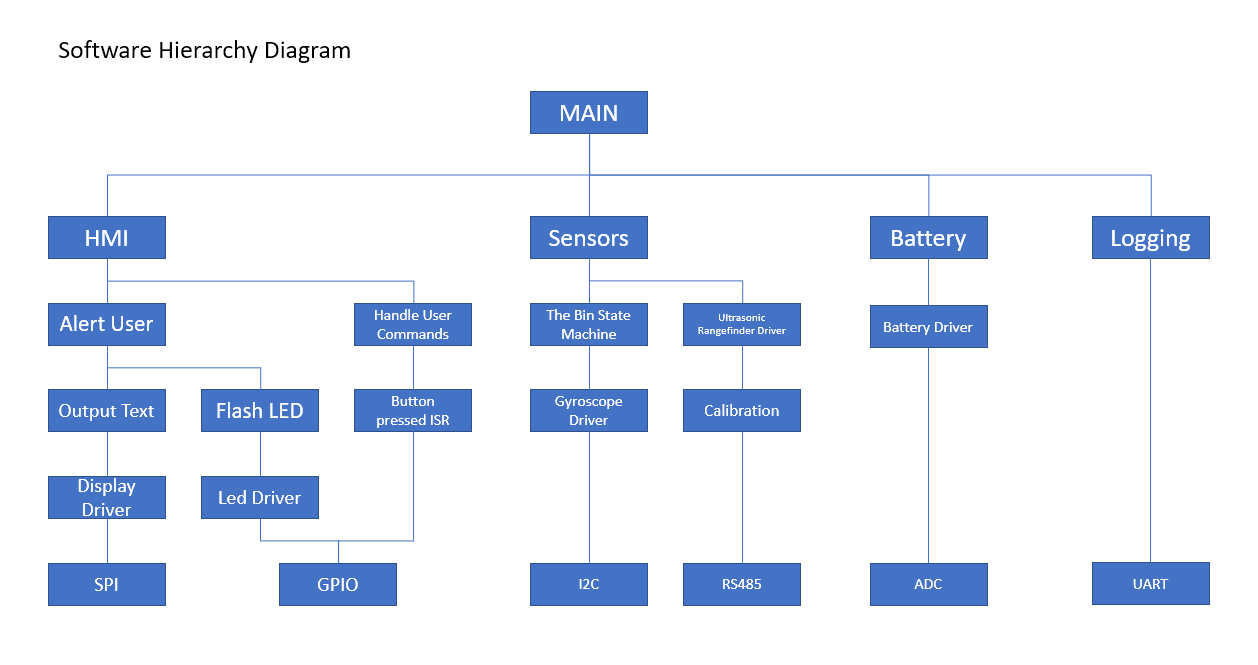 Software Hierarchy Diagram
MAIN
HMI
Sensors
Battery
Logging
Alert User
Handle User
Commands
The Bin State
Machine
Ultrasonic
Rangefinder Driver
Battery Driver
Output Text
Flash LED
Button
pressed ISR
Gyroscope
Driver
Calibration
Display
Driver
Led Driver
SPI
GPIO
I2C
RS485
ADC
UART